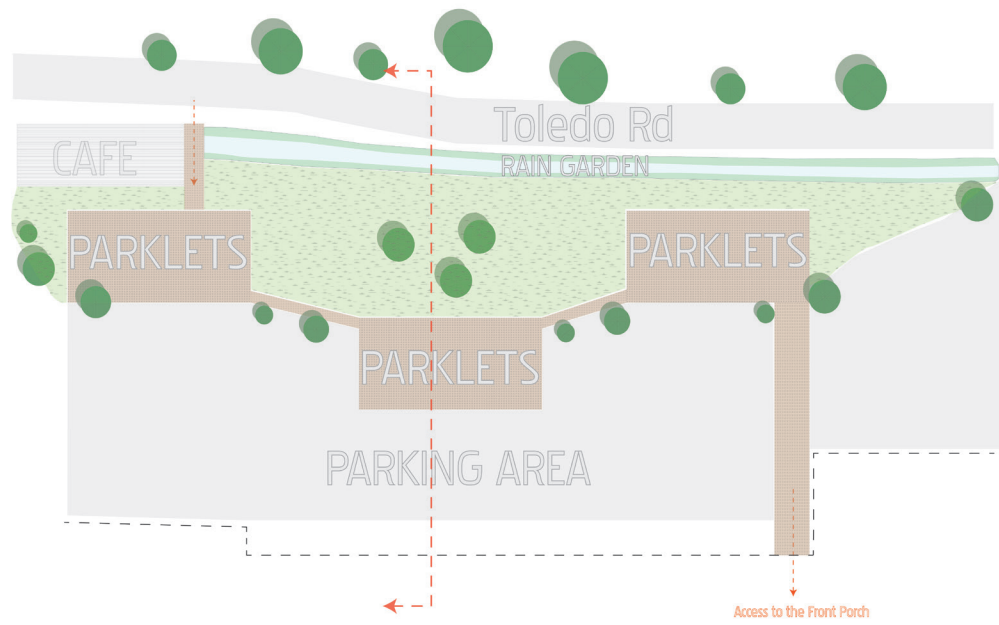 Toledo Rd
RAIN GARDEN
CAFE
PARKLETS
PARKLETS
PARKLETS
PARKING AREA
Access to the Front Porch